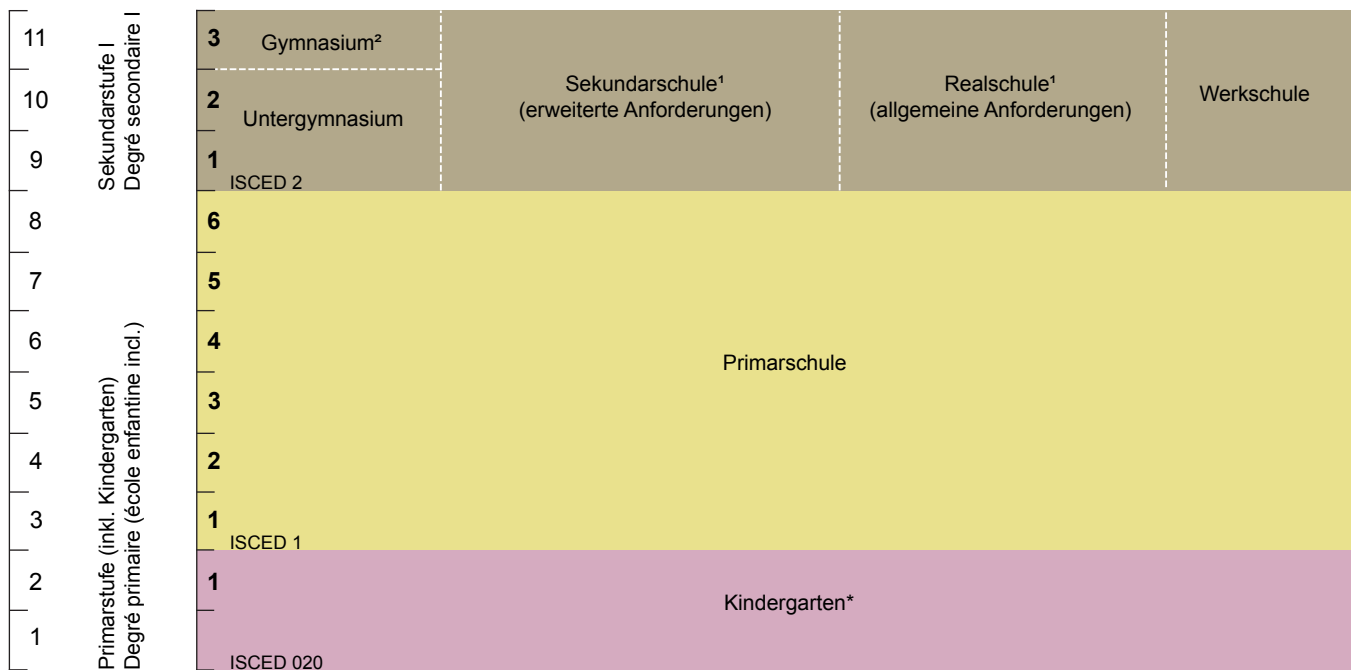 11
10
9
8
7
6
5
4
3
2
1
Sekundarstufe I
Degré secondaire I
Primarstufe (inkl. Kindergarten)
Degré primaire (école enfantine incl.)
3
2
1
ISCED 2
Gymnasium²
Untergymnasium
Sekundarschule¹
(erweiterte Anforderungen)
Realschule¹
(allgemeine Anforderungen)
Werkschule
6
5
4
3
2
1
ISCED 1
Primarschule
1
Kindergarten*
ISCED 020